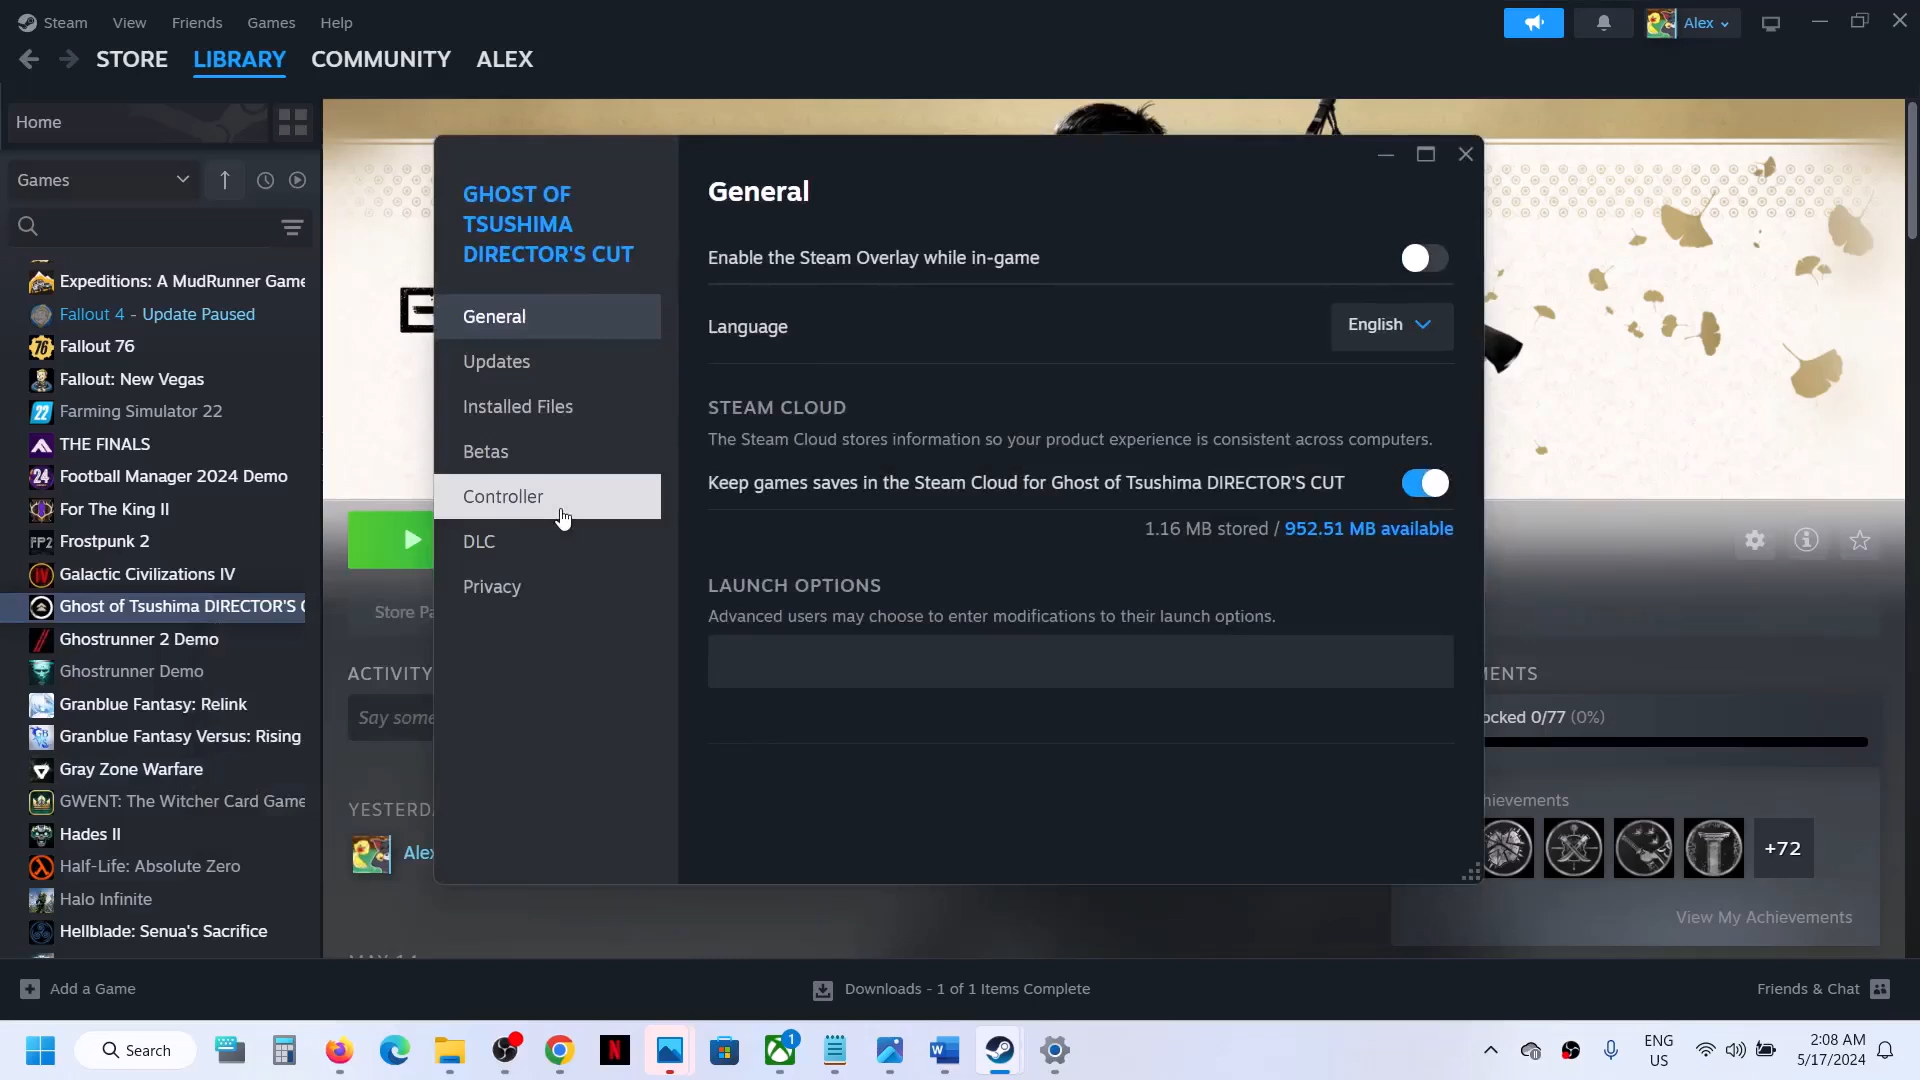 Steam View Friends Games Help
Alex
STORE LIBRARY COMMUNITY ALEX
Home
Games
Expeditions: A MudRunner Game
Fallout 4 - Update Paused
Fallout 76
Fallout: New Vegas
Farming Simulator 22
THE FINALS
Football Manager 2024 Demo
For The King II
Frostpunk 2
Galactic Civilizations IV
Ghost of Tsushima DIRECTOR'S
Ghostrunner 2 Demo
Ghostrunner Demo
Granblue Fantasy: Relink
Granblue Fantasy Versus: Rising
Gray Zone Warfare
GWENT: The Witcher Card Game
Hades II
Half-Life: Absolute Zero
Halo Infinite
Hellblade: Senua's Sacrifice
GHOST OF
TSUSHIMA
DIRECTOR'S CUT
General
Updates
Installed Files
Betas
Controller
DLC
Privacy
General
Enable the Steam Overlay while in-game
Language English
STEAM CLOUD
The Steam Cloud stores information so your product experience is consistent across computers.
Keep games saves in the Steam Cloud for Ghost of Tsushima DIRECTOR'S CUT
1.16 MB stored / 952.51 MB available
LAUNCH OPTIONS
Advanced users may choose to enter modifications to their launch options.
Store Pa
ACTIVITY
Say some
YESTERD
Alex
MENTS
ocked 0/77 (0%)
hievements
+72
View My Achievements
Add a Game
Downloads - 1 of 1 Items Complete
Friends & Chat
Search
1
ENG
US
2:08 AM
5/17/2024